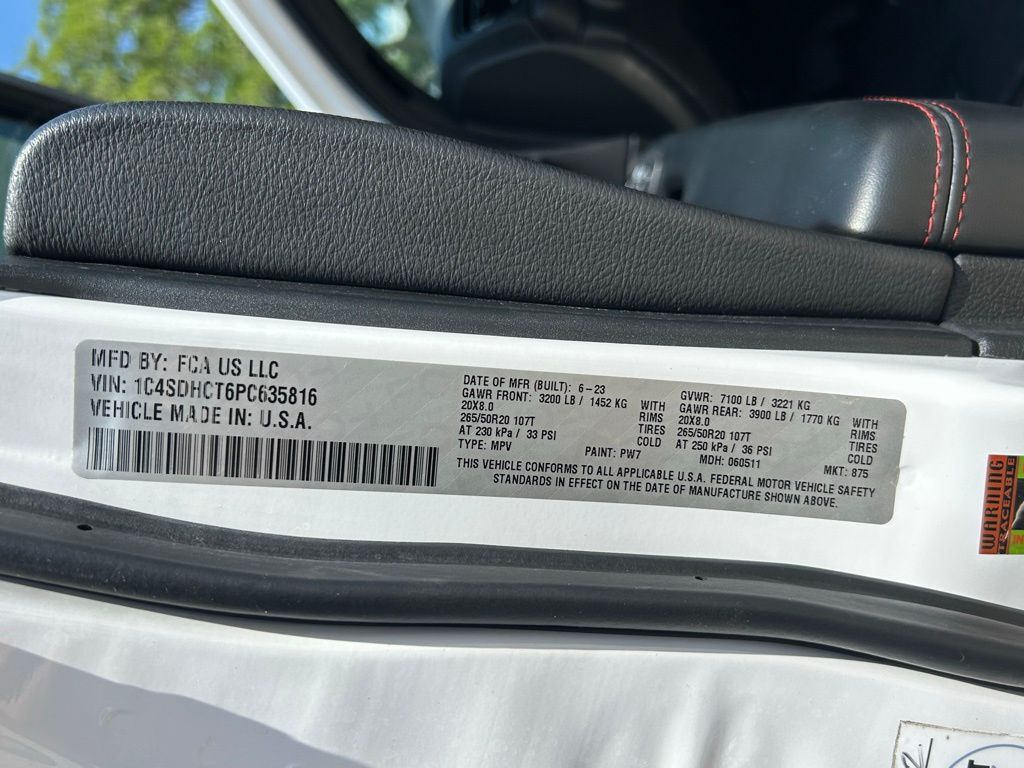 MFD BY: FCA US LLC
VIN: 1C4SDHCT6PC635816
VEHICLE MADE IN: U.S.A.
DATE OF MFR (BUILT): 6-23
GAWR FRONT: 3200 LB / 1452 KG WITH
20X8.0 RIMS
265/50R20 107T TIRES
AT 230 kPa / 33 PSI COLD
TYPE: MPV PAINT: PW7
GVWR: 7100 LB / 3221 KG
GAWR REAR: 3900 LB / 1770 KG WITH
20X8.0 RIMS
265/50R20 107T TIRES
AT 250 kPa / 36 PSI COLD
MDH: 060511 MKT: 875
THIS VEHICLE CONFORMS TO ALL APPLICABLE U.S.A. FEDERAL MOTOR VEHICLE SAFETY
STANDARDS IN EFFECT ON THE DATE OF MANUFACTURE SHOWN ABOVE.
WARNING
TRACEABLE
IN